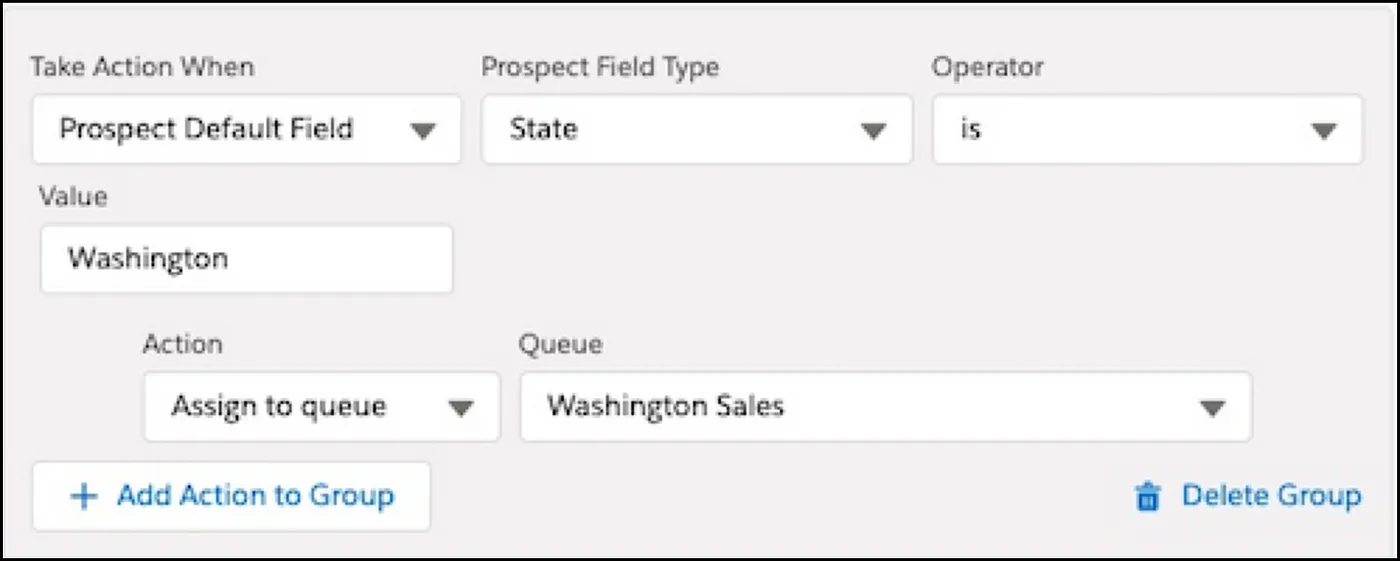 Take Action When Prospect Field Type Operator
Prospect Default Field State is
Value
Washington
Action Queue
Assign to queue Washington Sales
+ Add Action to Group Delete Group